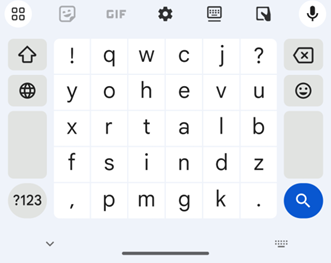 GIF
! q w c j ?
y o h e v u
x r t a l b
f s i n d z
?123 , p m g k .